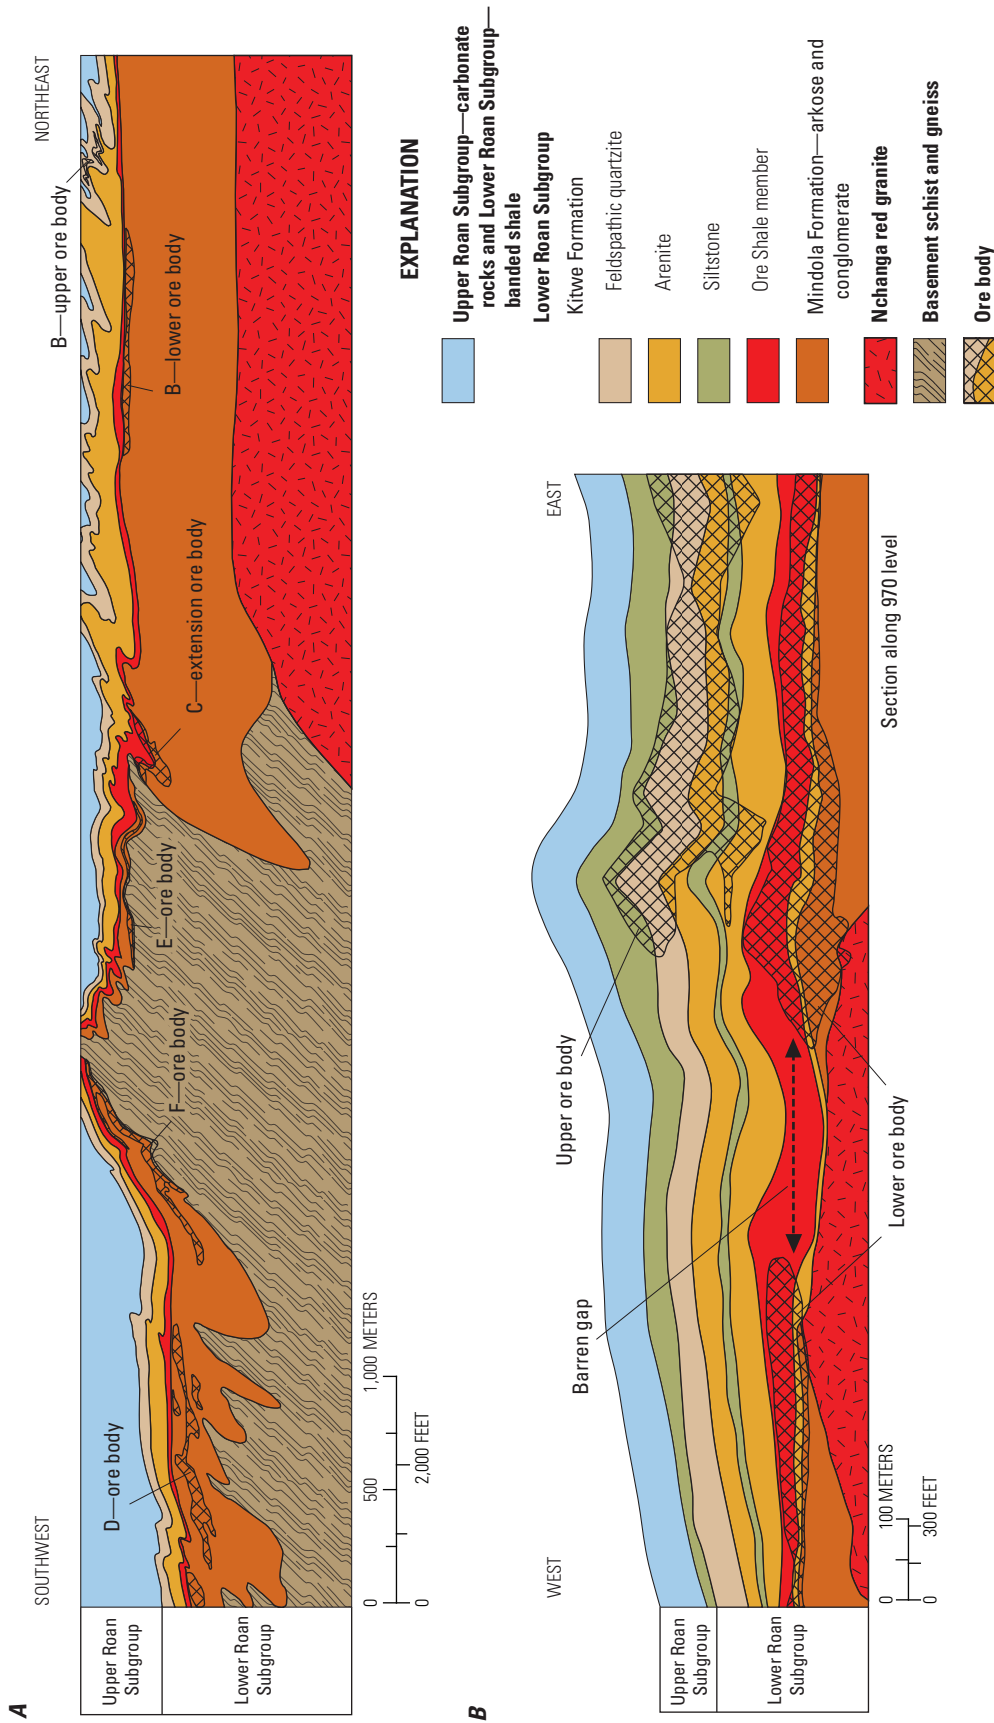 A
SOUTHWEST
NORTHEAST
Upper Roan
Subgroup
Lower Roan
Subgroup
D—ore body
F—ore body
E—ore body
C—extension ore body
B—lower ore body
B—upper ore body
0
500
1,000 METERS
0
2,000 FEET
B
WEST
EAST
Upper Roan
Subgroup
Lower Roan
Subgroup
Barren gap
Upper ore body
Lower ore body
Section along 970 level
0
100 METERS
0
300 FEET
EXPLANATION
Upper Roan Subgroup—carbonate
rocks and Lower Roan Subgroup—
banded shale
Lower Roan Subgroup
Kitwe Formation
Feldspathic quartzite
Arenite
Siltstone
Ore Shale member
Mindola Formation—arkose and
conglomerate
Nchanga red granite
Basement schist and gneiss
Ore body